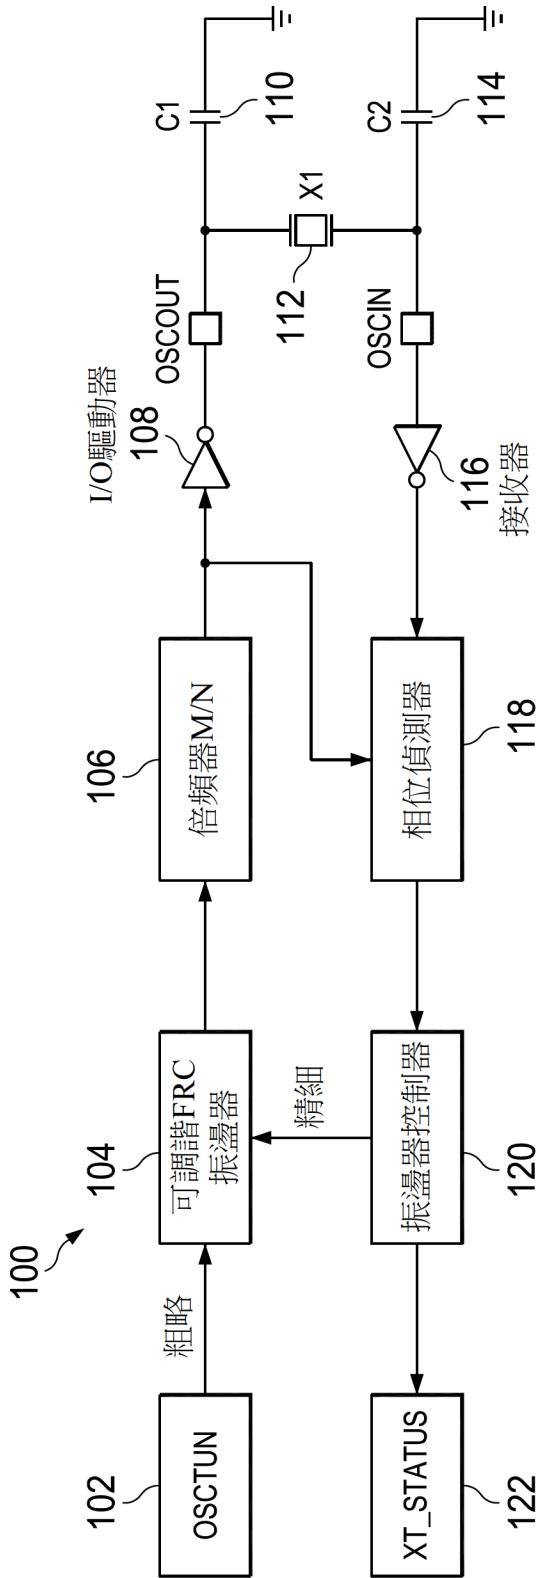 100
102
OSCTUN
粗略
104
可調諧FRC
振盪器
106
倍頻器M/N
I/O驅動器
108
OSCOUT
C1
110
X1
112
C2
114
OSCIN
116
接收器
118
相位偵測器
120
振盪器控制器
精細
122
XT_STATUS